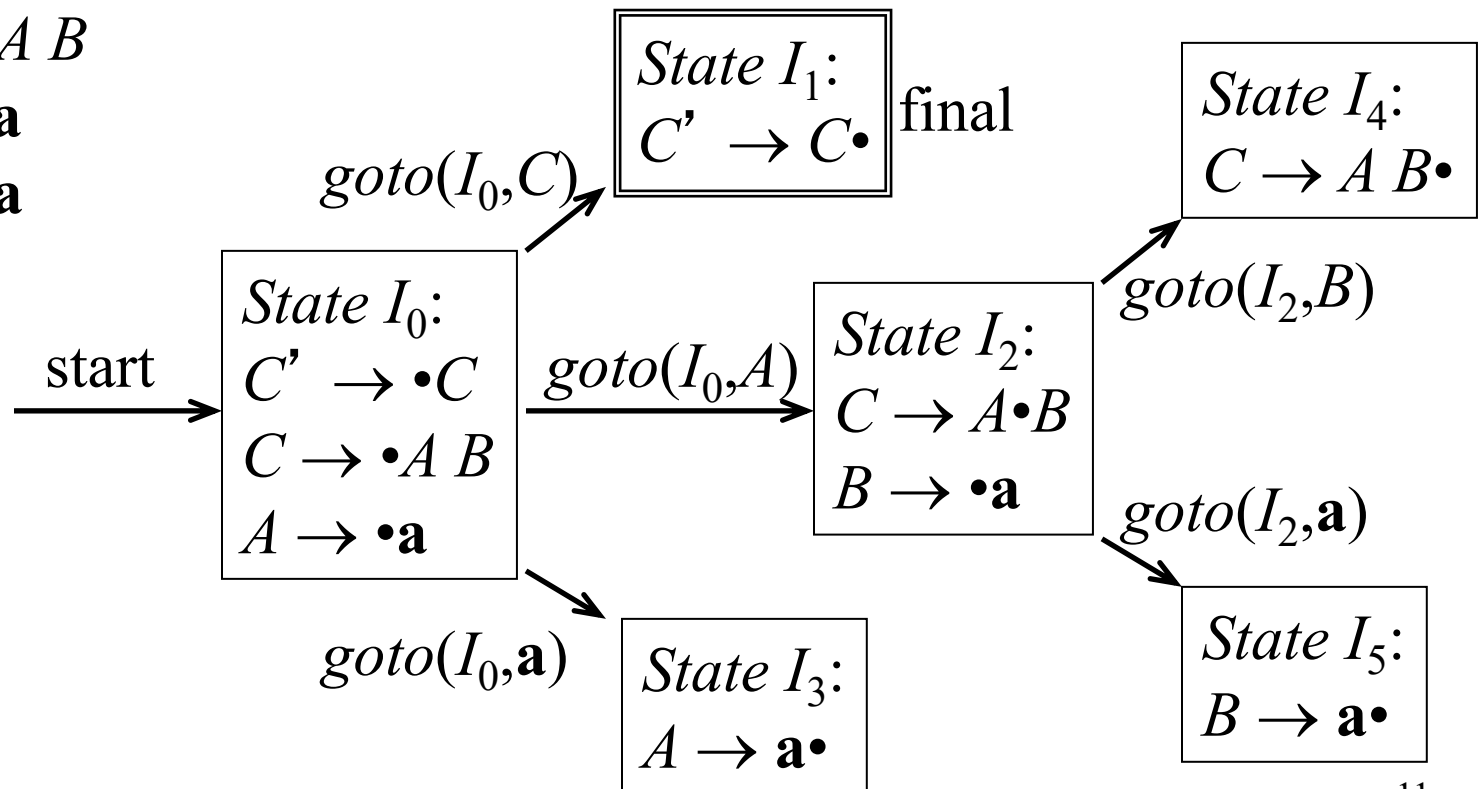 A B
a
a
start
State I₀:
C’ → •C
C → •A B
A → •a
goto(I₀,C)
State I₁:
C’ → C•
final
goto(I₀,A)
State I₂:
C → A•B
B → •a
goto(I₀,a)
State I₃:
A → a•
goto(I₂,B)
State I₄:
C → A B•
goto(I₂,a)
State I₅:
B → a•